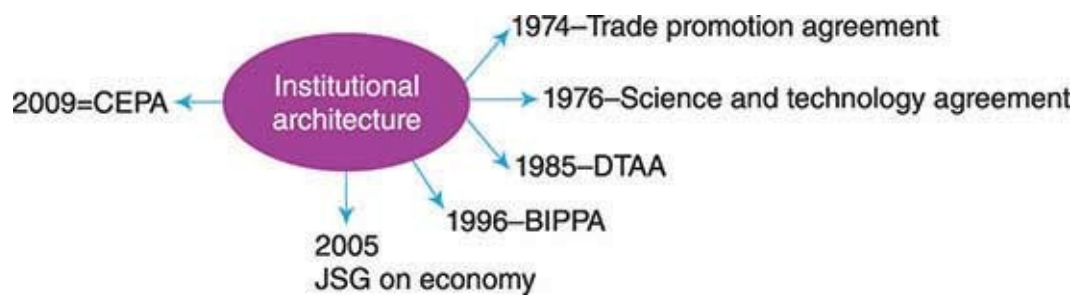 1974–Trade promotion agreement
Institutional
architecture
2009=CEPA
1976–Science and technology agreement
1985–DTAA
1996–BIPPA
2005
JSG on economy